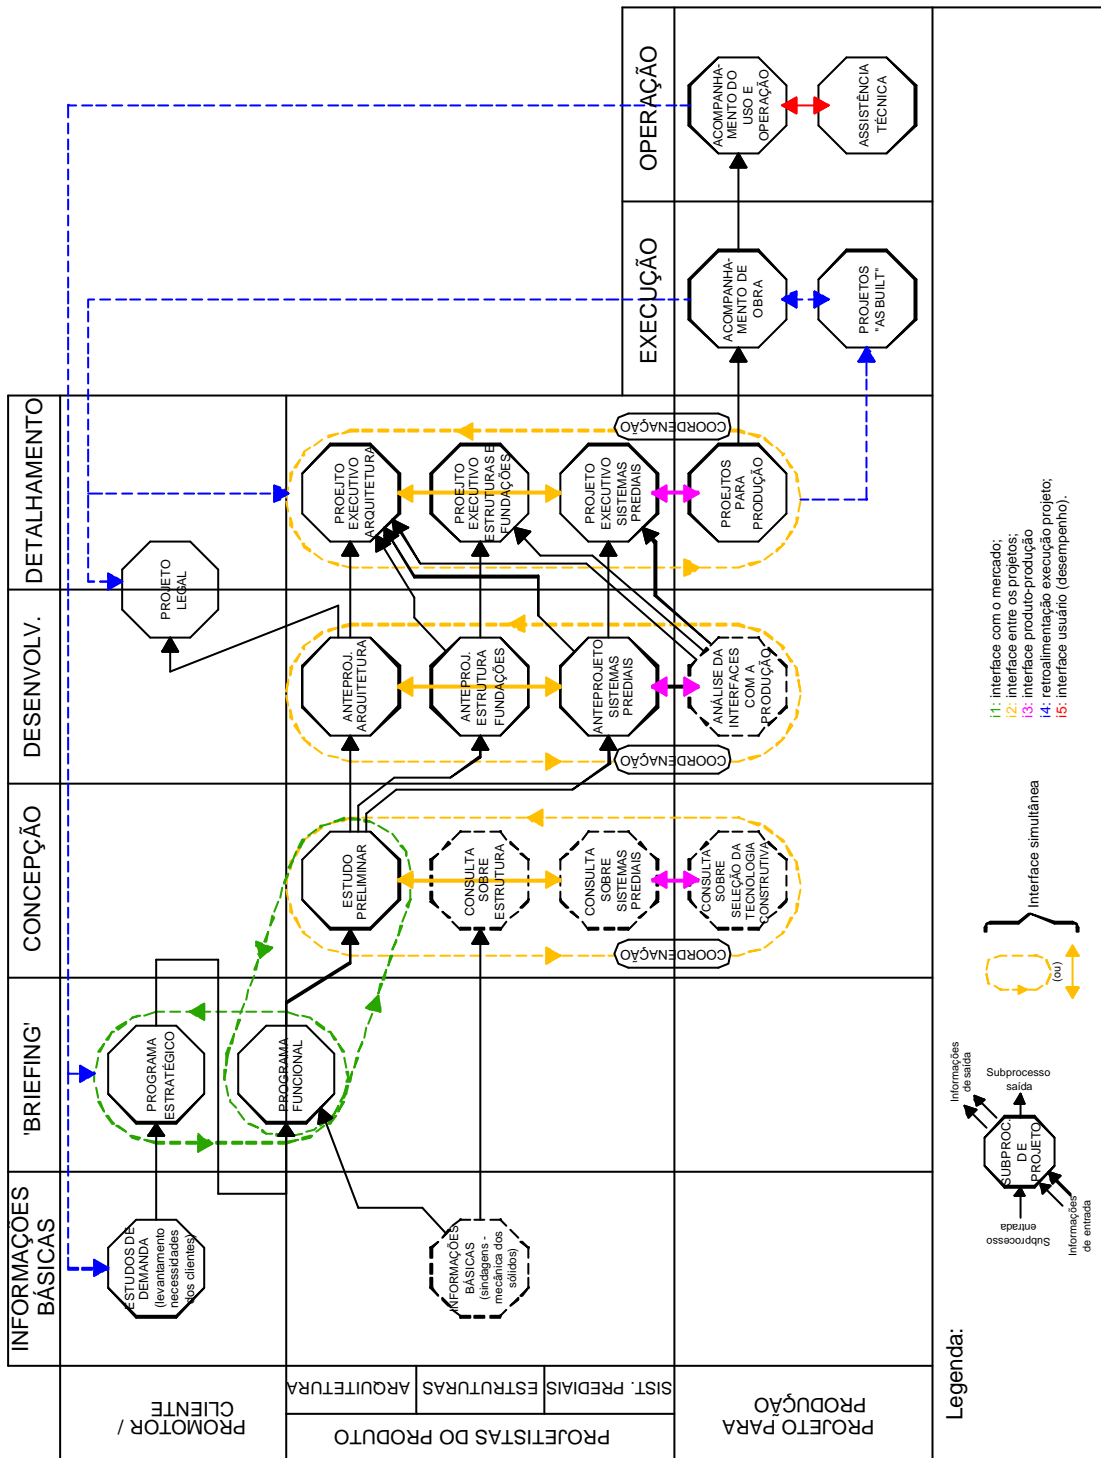 INFORMAÇÕES
BÁSICAS
'BRIEFING'
CONCEPÇÃO
DESENVOLV.
DETALHAMENTO
EXECUÇÃO
OPERAÇÃO
PROMOTOR /
CLIENTE
ESTUDOS DE
DEMANDA
(levantamento
necessidades
dos clientes)
PROGRAMA
ESTRATÉGICO
PROJETO
LEGAL
PROJETISTAS DO PRODUTO
ARQUITETURA
PROGRAMA
FUNCIONAL
ESTUDO
PRELIMINAR
ANTEPROJ.
ARQUITETURA
PROEJTO
EXECUTIVO
ARQUITETURA
ESTRUTURAS
INFORMAÇÕES
BÁSICAS
(sindagens -
mecânica dos
sólidos)
CONSULTA
SOBRE
ESTRUTURA
ANTEPROJ.
ESTRUTURA
FUNDAÇÕES
PROEJTO
EXECUTIVO
ESTRUTURAS E
FUNDAÇÕES
SIST. PREDIAIS
CONSULTA
SOBRE
SISTEMAS
PREDIAIS
ANTEPROJETO
SISTEMAS
PREDIAIS
PROJETO
EXECUTIVO
SISTEMAS
PREDIAIS
COORDENAÇÃO
COORDENAÇÃO
COORDENAÇÃO
PROJETO PARA
PRODUÇÃO
CONSULTA
SOBRE
SELEÇÃO DA
TECNOLOGIA
CONSTRUTIVA
ANÁLISE DA
INTERFACES
COM A
PRODUÇÃO
PROJETOS
PARA
PRODUÇÃO
ACOMPANHA-
MENTO DE
OBRA
ACOMPANHA-
MENTO DO
USO E
OPERAÇÃO
PROJETOS
"AS BUILT"
ASSISTÊNCIA
TÉCNICA
Legenda:
Subprocesso
entrada
Informações
de entrada
SUBPROC.
DE
PROJETO
Informações
de saída
Subprocesso
saída
(ou)
Interface simultânea
i1: interface com o mercado;
i2: interface entre os projetos;
i3: interface produto-produção
i4: retroalimentação execução projeto;
i5: interface usuário (desempenho).